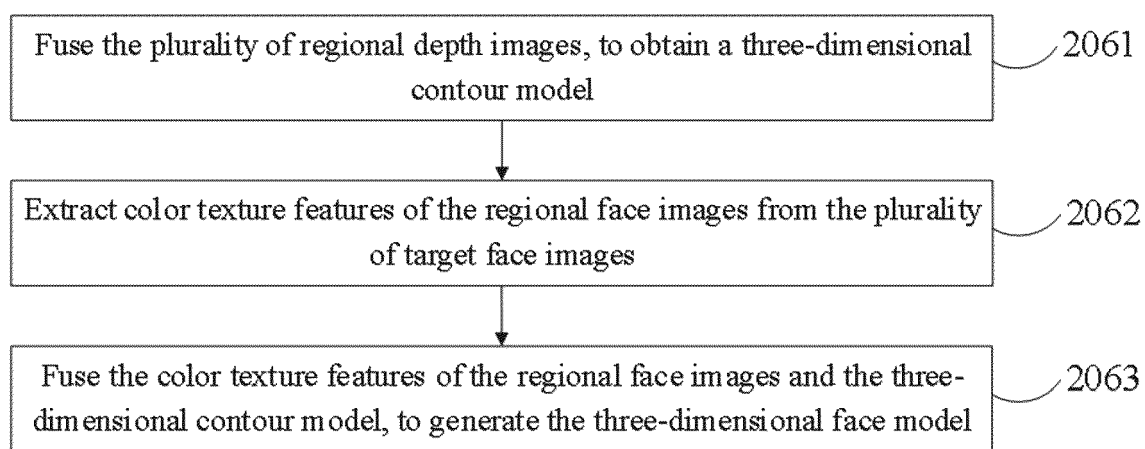 Fuse the plurality of regional depth images, to obtain a three-dimensional
contour model
2061
Extract color texture features of the regional face images from the plurality
of target face images
2062
Fuse the color texture features of the regional face images and the three-
dimensional contour model, to generate the three-dimensional face model
2063